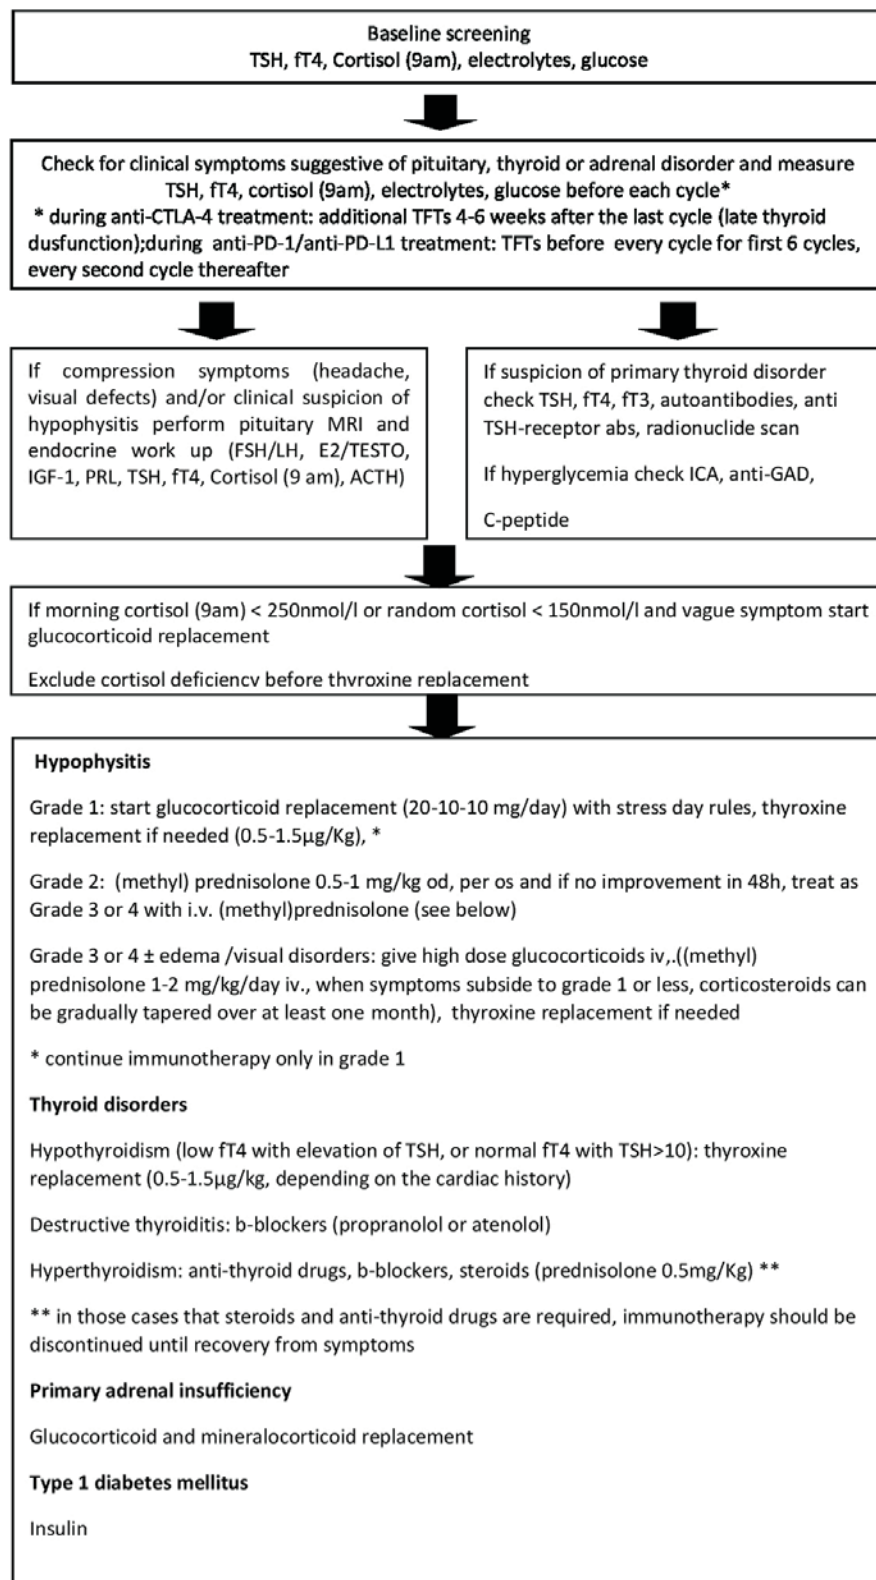 Baseline screening
TSH, fT4, Cortisol (9am), electrolytes, glucose
Check for clinical symptoms suggestive of pituitary, thyroid or adrenal disorder and measure
TSH, fT4, cortisol (9am), electrolytes, glucose before each cycle*
* during anti-CTLA-4 treatment: additional TFTs 4-6 weeks after the last cycle (late thyroid
dusfunction);during anti-PD-1/anti-PD-L1 treatment: TFTs before every cycle for first 6 cycles,
every second cycle thereafter
If compression symptoms (headache,
visual defects) and/or clinical suspicion of
hypophysitis perform pituitary MRI and
endocrine work up (FSH/LH, E2/TESTO,
IGF-1, PRL, TSH, fT4, Cortisol (9 am), ACTH)
If suspicion of primary thyroid disorder
check TSH, fT4, fT3, autoantibodies, anti
TSH-receptor abs, radionuclide scan
If hyperglycemia check ICA, anti-GAD,
C-peptide
If morning cortisol (9am) < 250nmol/l or random cortisol < 150nmol/l and vague symptom start
glucocorticoid replacement
Exclude cortisol deficiency before thyroxine replacement
Hypophysitis
Grade 1: start glucocorticoid replacement (20-10-10 mg/day) with stress day rules, thyroxine
replacement if needed (0.5-1.5µg/Kg), *
Grade 2: (methyl) prednisolone 0.5-1 mg/kg od, per os and if no improvement in 48h, treat as
Grade 3 or 4 with i.v. (methyl)prednisolone (see below)
Grade 3 or 4 ± edema /visual disorders: give high dose glucocorticoids iv,.((methyl)
prednisolone 1-2 mg/kg/day iv., when symptoms subside to grade 1 or less, corticosteroids can
be gradually tapered over at least one month), thyroxine replacement if needed
* continue immunotherapy only in grade 1
Thyroid disorders
Hypothyroidism (low fT4 with elevation of TSH, or normal fT4 with TSH>10): thyroxine
replacement (0.5-1.5µg/kg, depending on the cardiac history)
Destructive thyroiditis: b-blockers (propranolol or atenolol)
Hyperthyroidism: anti-thyroid drugs, b-blockers, steroids (prednisolone 0.5mg/Kg) **
** in those cases that steroids and anti-thyroid drugs are required, immunotherapy should be
discontinued until recovery from symptoms
Primary adrenal insufficiency
Glucocorticoid and mineralocorticoid replacement
Type 1 diabetes mellitus
Insulin